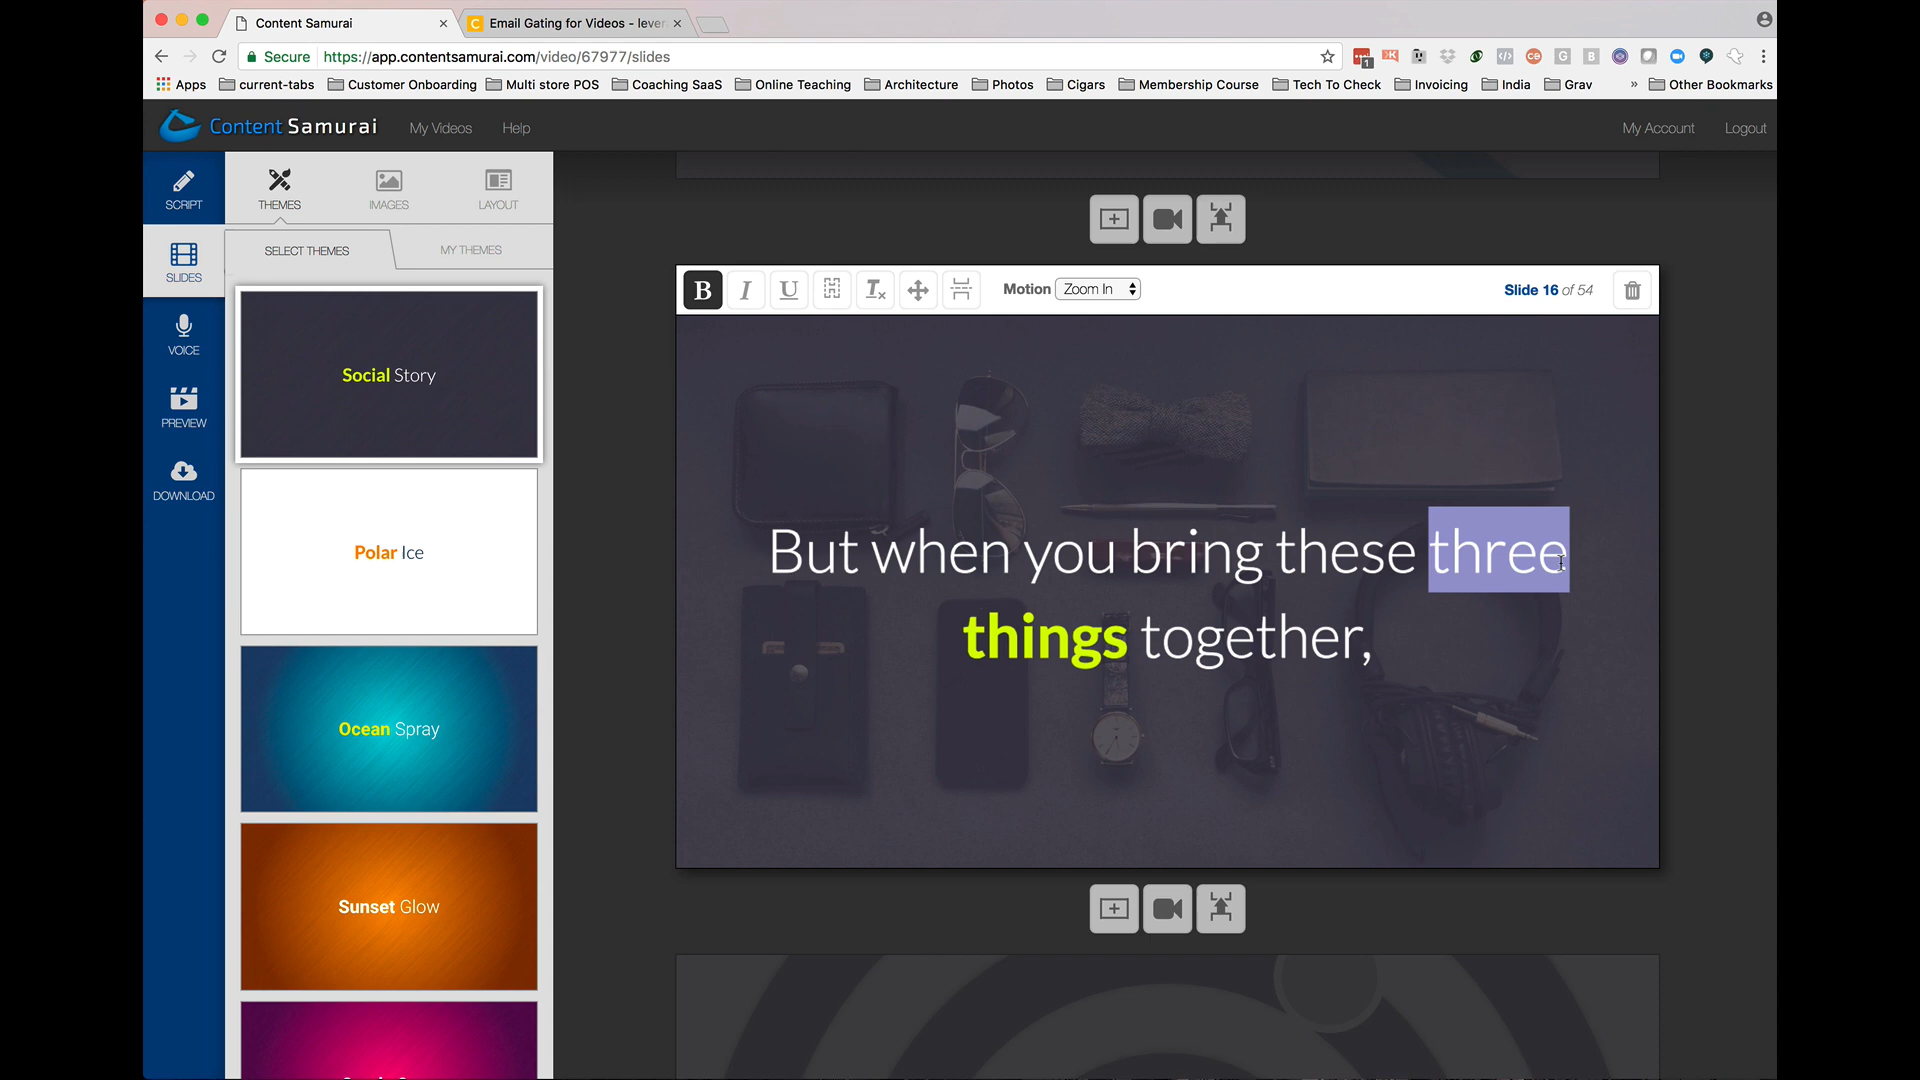 Content Samurai
Email Gating for Videos - lever
Secure https://app.contentsamurai.com/video/67977/slides
1
Apps current-tabs Customer Onboarding Multi store POS Coaching SaaS Online Teaching Architecture Photos Cigars Membership Course Tech To Check Invoicing India Grav » Other Bookmarks
Content Samurai My Videos Help My Account Logout
SCRIPT
SLIDES
VOICE
PREVIEW
DOWNLOAD
THEMES IMAGES LAYOUT
SELECT THEMES MY THEMES
Social Story
Polar Ice
Ocean Spray
Sunset Glow
B I U Tx Motion Zoom In Slide 16 of 54
But when you bring these three
things together,